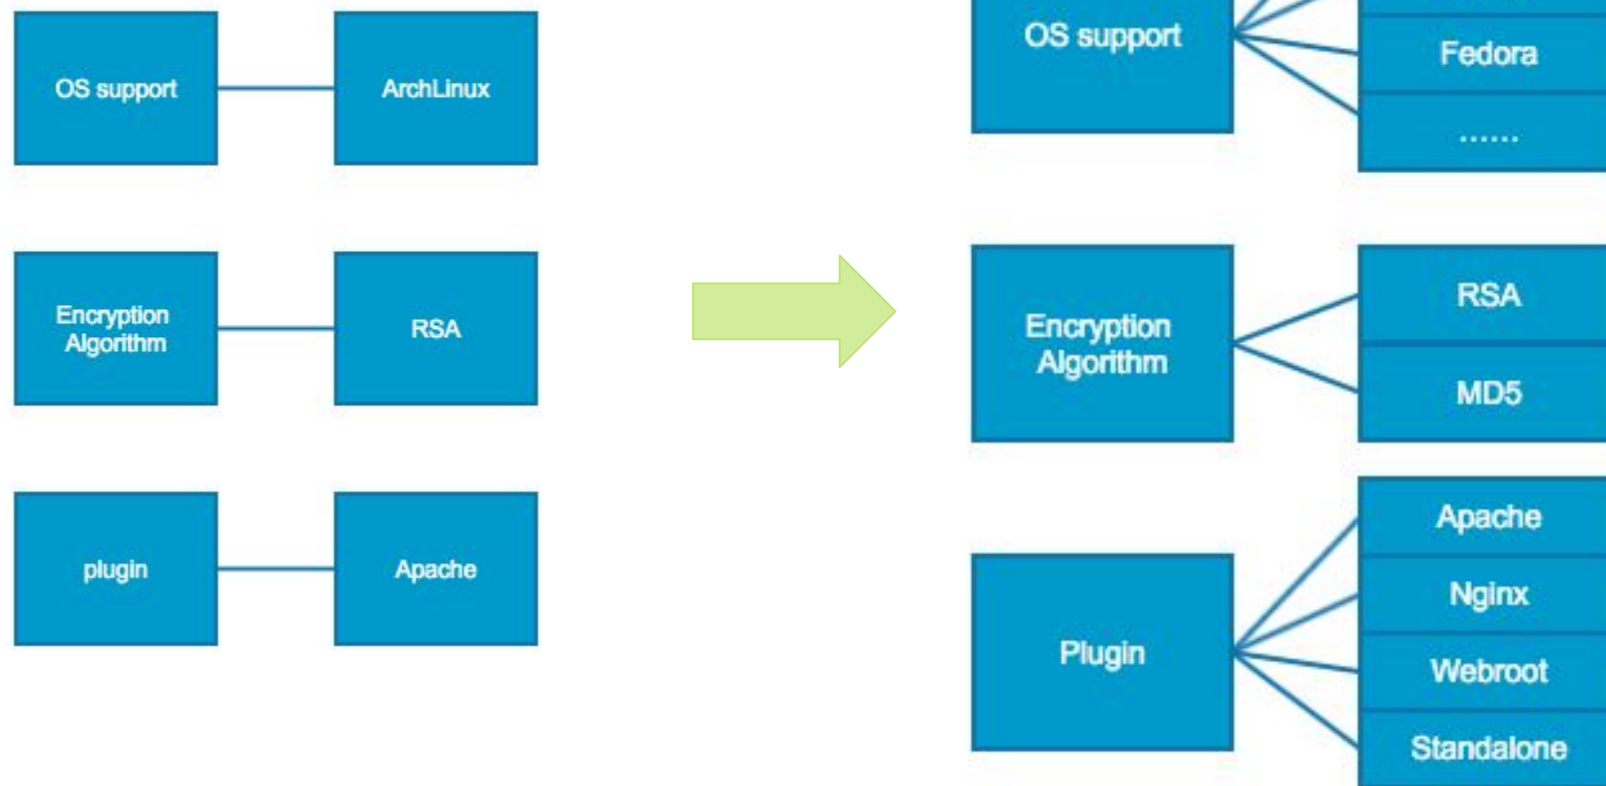 OS support
ArchLinux
Encryption
Algorithm
RSA
plugin
Apache
OS support
Fedora
......
Encryption
Algorithm
RSA
MD5
Plugin
Apache
Nginx
Webroot
Standalone